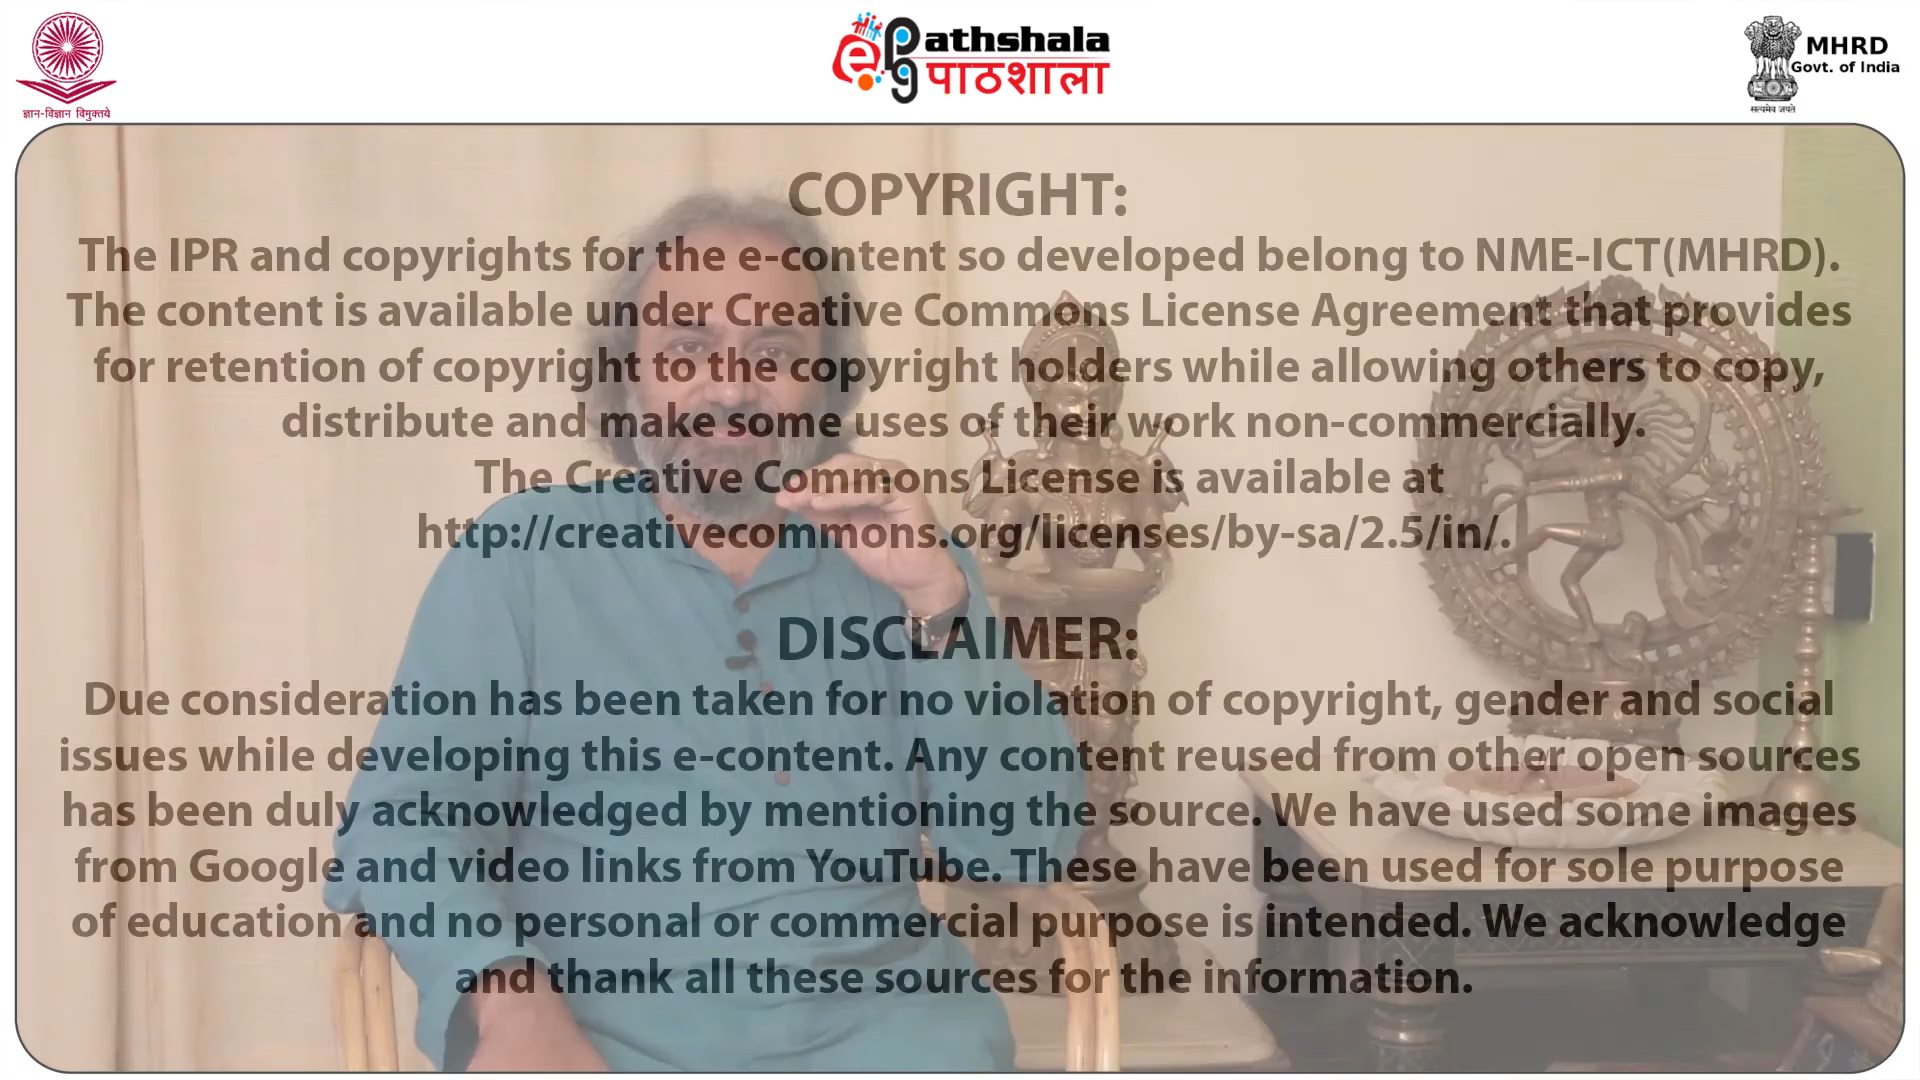 ज्ञान-विज्ञान विमुक्तये
ePathshala
पाठशाला
MHRD
Govt. of India
सत्यमेव जयते
COPYRIGHT:
The IPR and copyrights for the e-content so developed belong to NME-ICT(MHRD).
The content is available under Creative Commons License Agreement that provides
for retention of copyright to the copyright holders while allowing others to copy,
distribute and make some uses of their work non-commercially.
The Creative Commons License is available at
http://creativecommons.org/licenses/by-sa/2.5/in/.
DISCLAIMER:
Due consideration has been taken for no violation of copyright, gender and social
issues while developing this e-content. Any content reused from other open sources
has been duly acknowledged by mentioning the source. We have used some images
from Google and video links from YouTube. These have been used for sole purpose
of education and no personal or commercial purpose is intended. We acknowledge
and thank all these sources for the information.